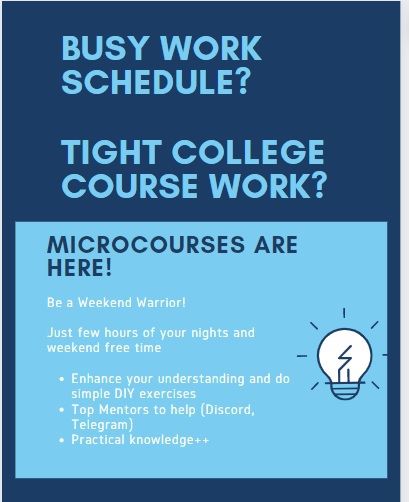 BUSY WORK
SCHEDULE?
TIGHT COLLEGE
COURSE WORK?
MICROCOURSES ARE
HERE!
Be a Weekend Warrior!
Just few hours of your nights and
weekend free time
• Enhance your understanding and do
simple DIY exercises
• Top Mentors to help (Discord,
Telegram)
• Practical knowledge++